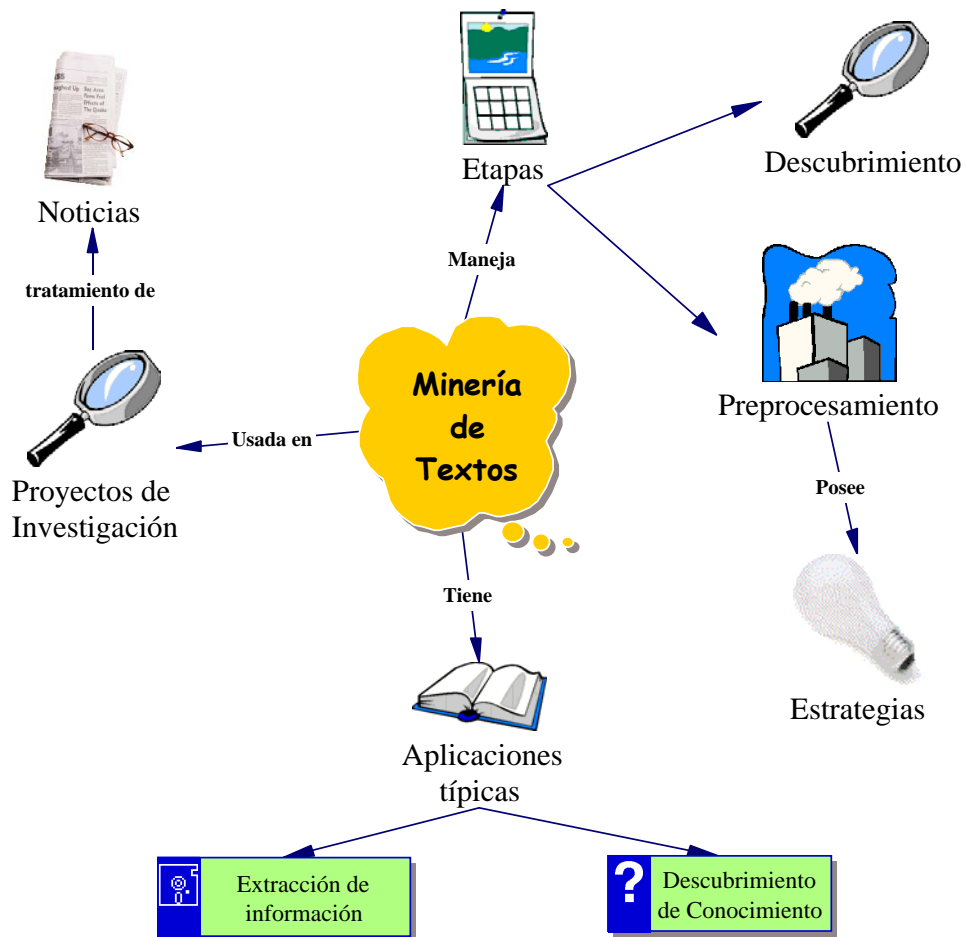 Etapas
Descubrimiento
Noticias
Maneja
tratamiento de
Minería
de
Textos
Preprocesamiento
Usada en
Proyectos de
Investigación
Posee
Tiene
Estrategias
Aplicaciones
típicas
Extracción de
información
?
Descubrimiento
de Conocimiento